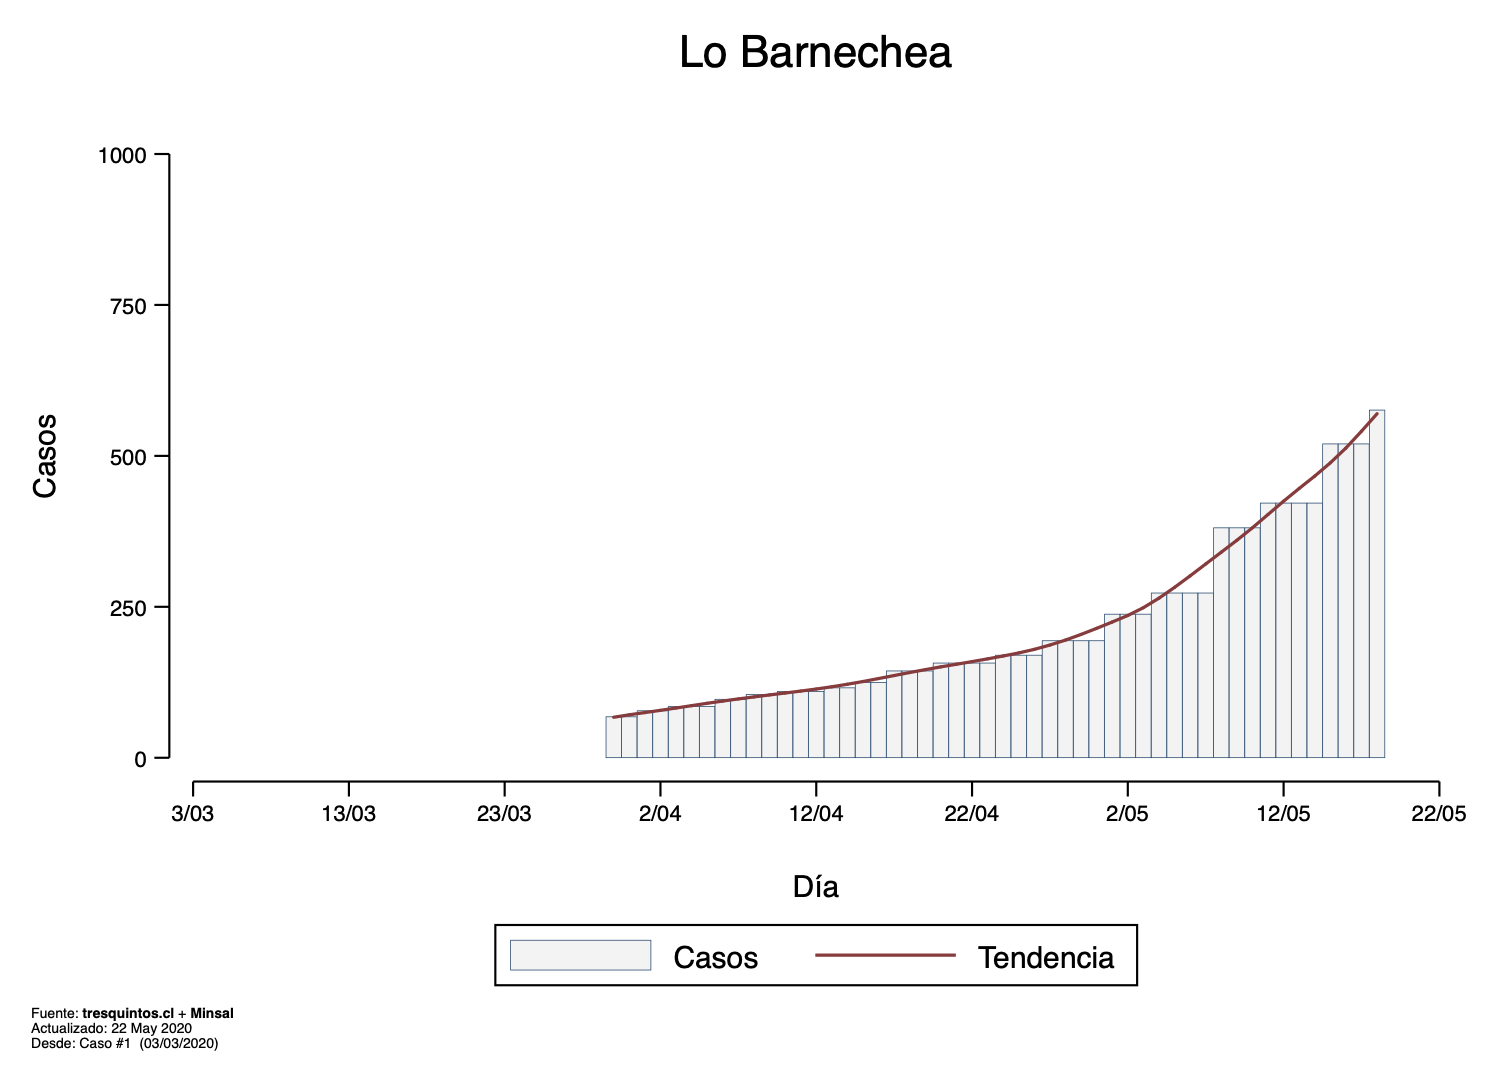 Lo Barnechea
Casos
1000
750
500
250
0
3/03 13/03 23/03 2/04 12/04 22/04 2/05 12/05 22/05
Día
Casos Tendencia
Fuente: tresquintos.cl + Minsal
Actualizado: 22 May 2020
Desde: Caso #1 (03/03/2020)